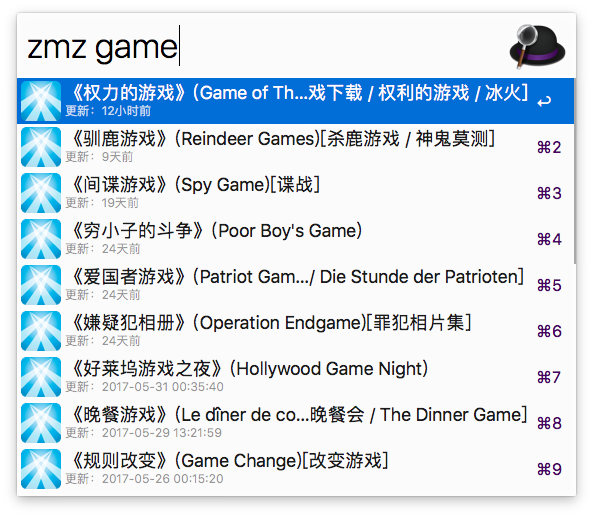 zmz game
《权力的游戏》(Game of Th...戏下载 / 权利的游戏 / 冰火] ↩
更新：12小时前
《驯鹿游戏》(Reindeer Games)[杀鹿游戏 / 神鬼莫测] ⌘2
更新：9天前
《间谍游戏》(Spy Game)[谍战] ⌘3
更新：19天前
《穷小子的斗争》(Poor Boy's Game) ⌘4
更新：24天前
《爱国者游戏》(Patriot Gam.../ Die Stunde der Patrioten] ⌘5
更新：24天前
《嫌疑犯相册》(Operation Endgame)[罪犯相片集] ⌘6
更新：24天前
《好莱坞游戏之夜》(Hollywood Game Night) ⌘7
更新：2017-05-31 00:35:40
《晚餐游戏》(Le dîner de co...晚餐会 / The Dinner Game] ⌘8
更新：2017-05-29 13:21:59
《规则改变》(Game Change)[改变游戏] ⌘9
更新：2017-05-26 00:15:20